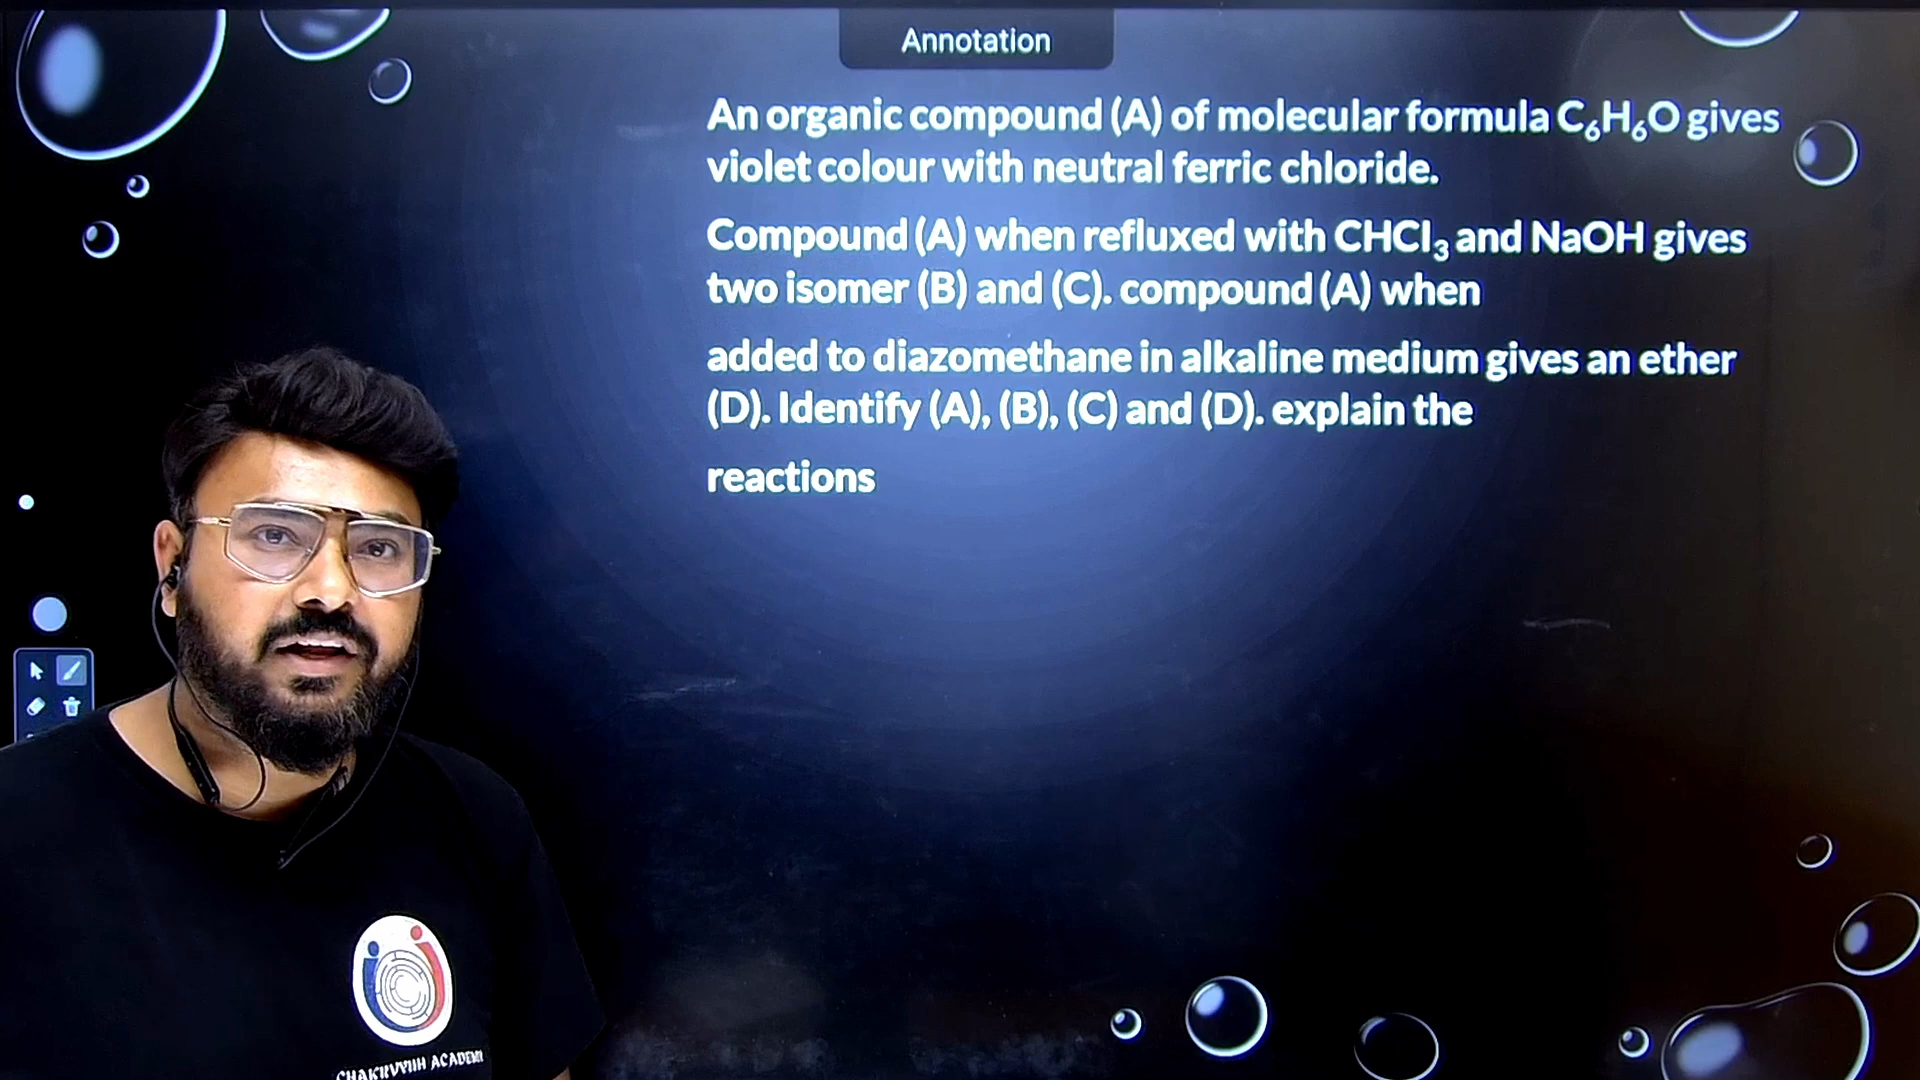 Annotation
An organic compound (A) of molecular formula C₆H₆O gives
violet colour with neutral ferric chloride.
Compound (A) when refluxed with CHCl₃ and NaOH gives
two isomer (B) and (C). compound (A) when
added to diazomethane in alkaline medium gives an ether
(D). Identify (A), (B), (C) and (D). explain the
reactions